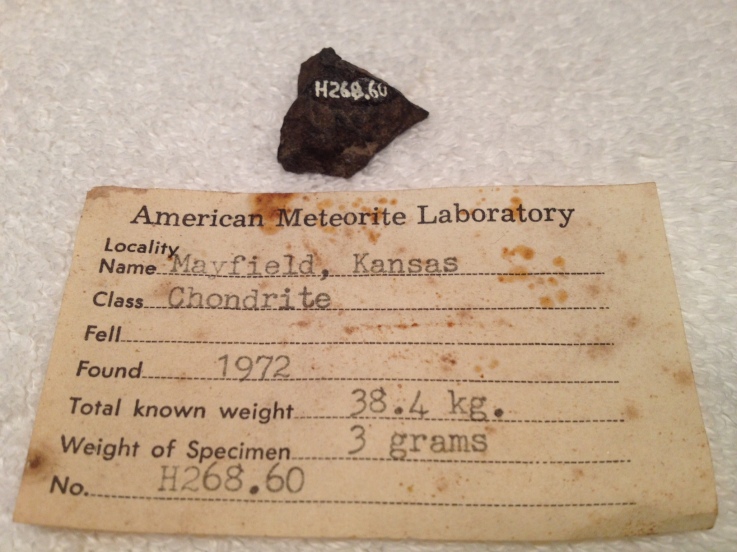 H268.60
American Meteorite Laboratory
Locality
Name Mayfield, Kansas
Class Chondrite
Fell
Found 1972
Total known weight 38.4 kg.
Weight of Specimen 3 grams
No. H268.60